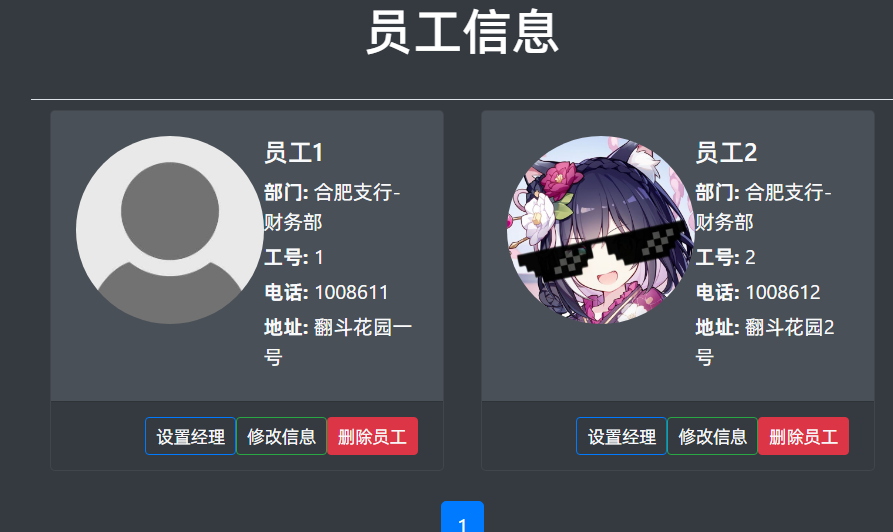 员工信息
员工1
部门: 合肥支行-
财务部
工号: 1
电话: 1008611
地址: 翻斗花园一
号
设置经理 修改信息 删除员工
员工2
部门: 合肥支行-
财务部
工号: 2
电话: 1008612
地址: 翻斗花园2
号
设置经理 修改信息 删除员工
1